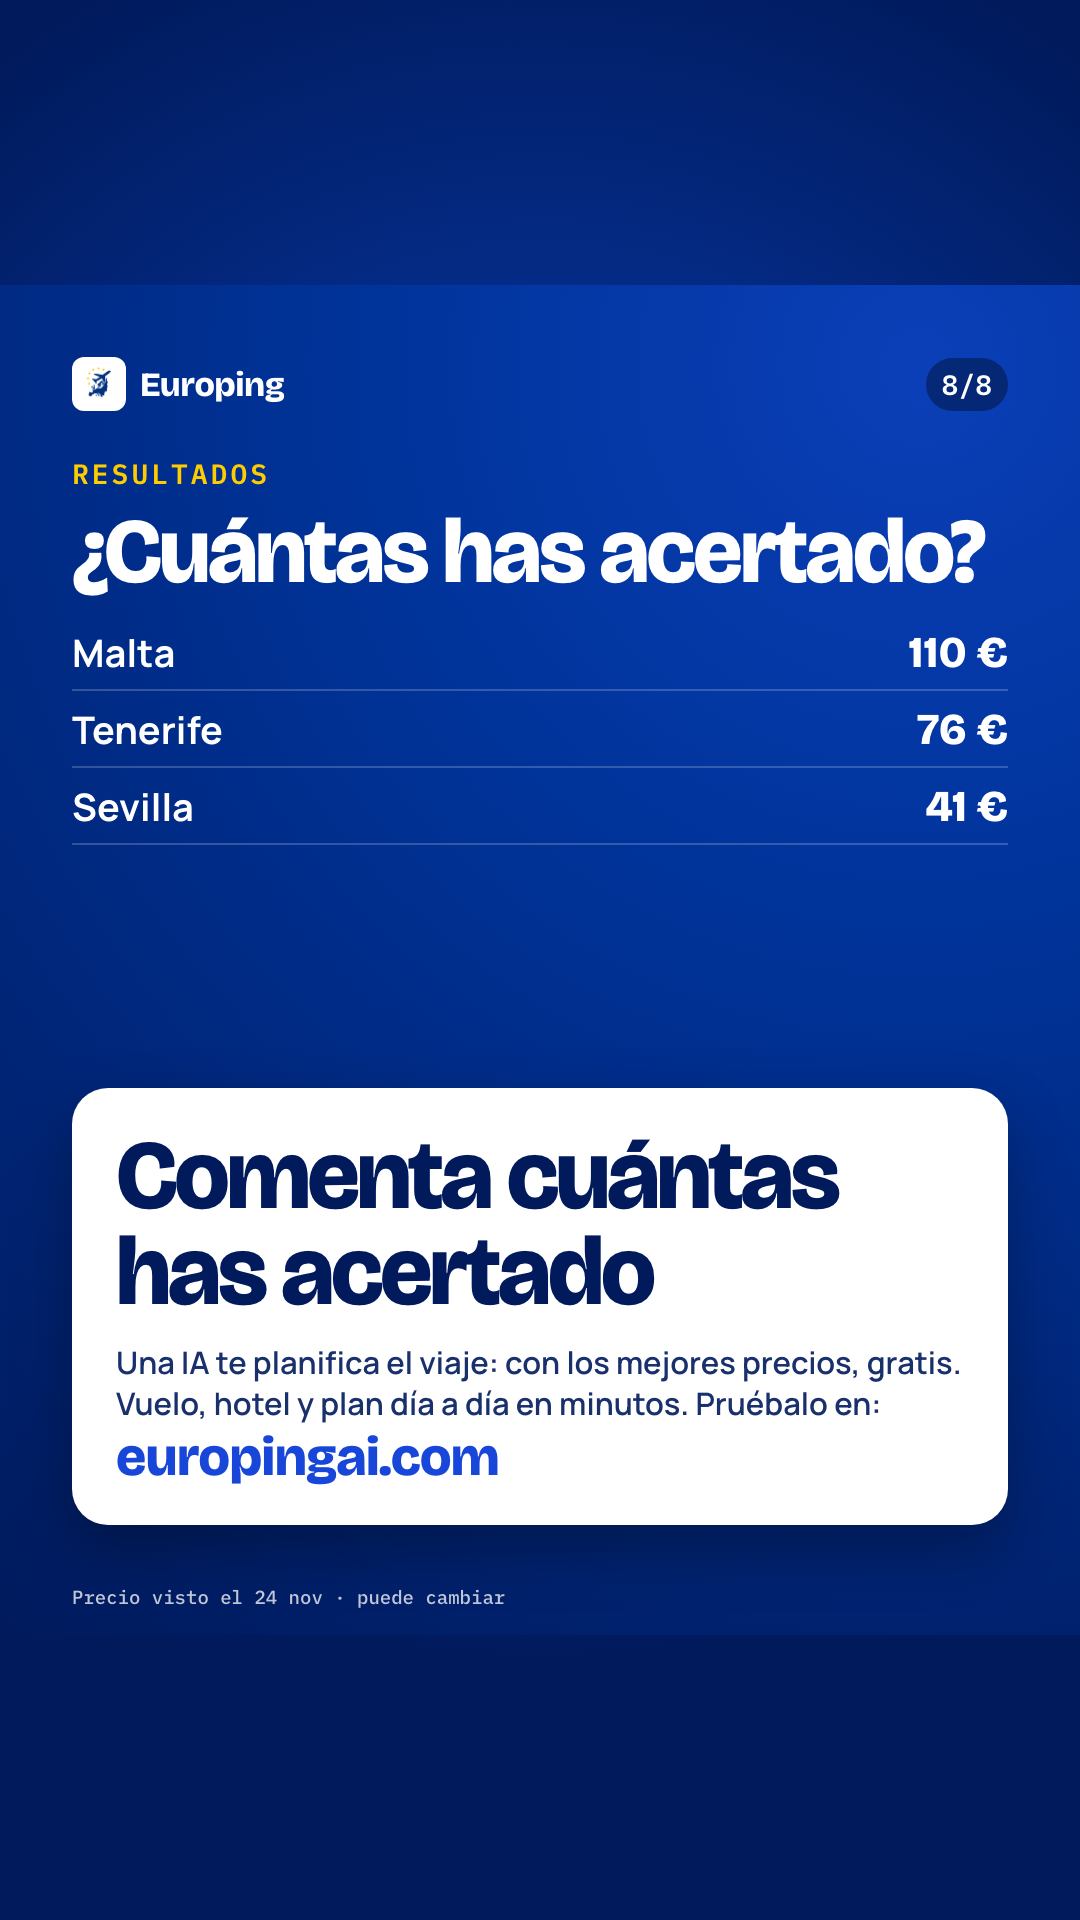 Europing
8/8
RESULTADOS
¿Cuántas has acertado?
Malta 110 €
Tenerife 76 €
Sevilla 41 €
Comenta cuántas
has acertado
Una IA te planifica el viaje: con los mejores precios, gratis.
Vuelo, hotel y plan día a día en minutos. Pruébalo en:
europingai.com
Precio visto el 24 nov · puede cambiar